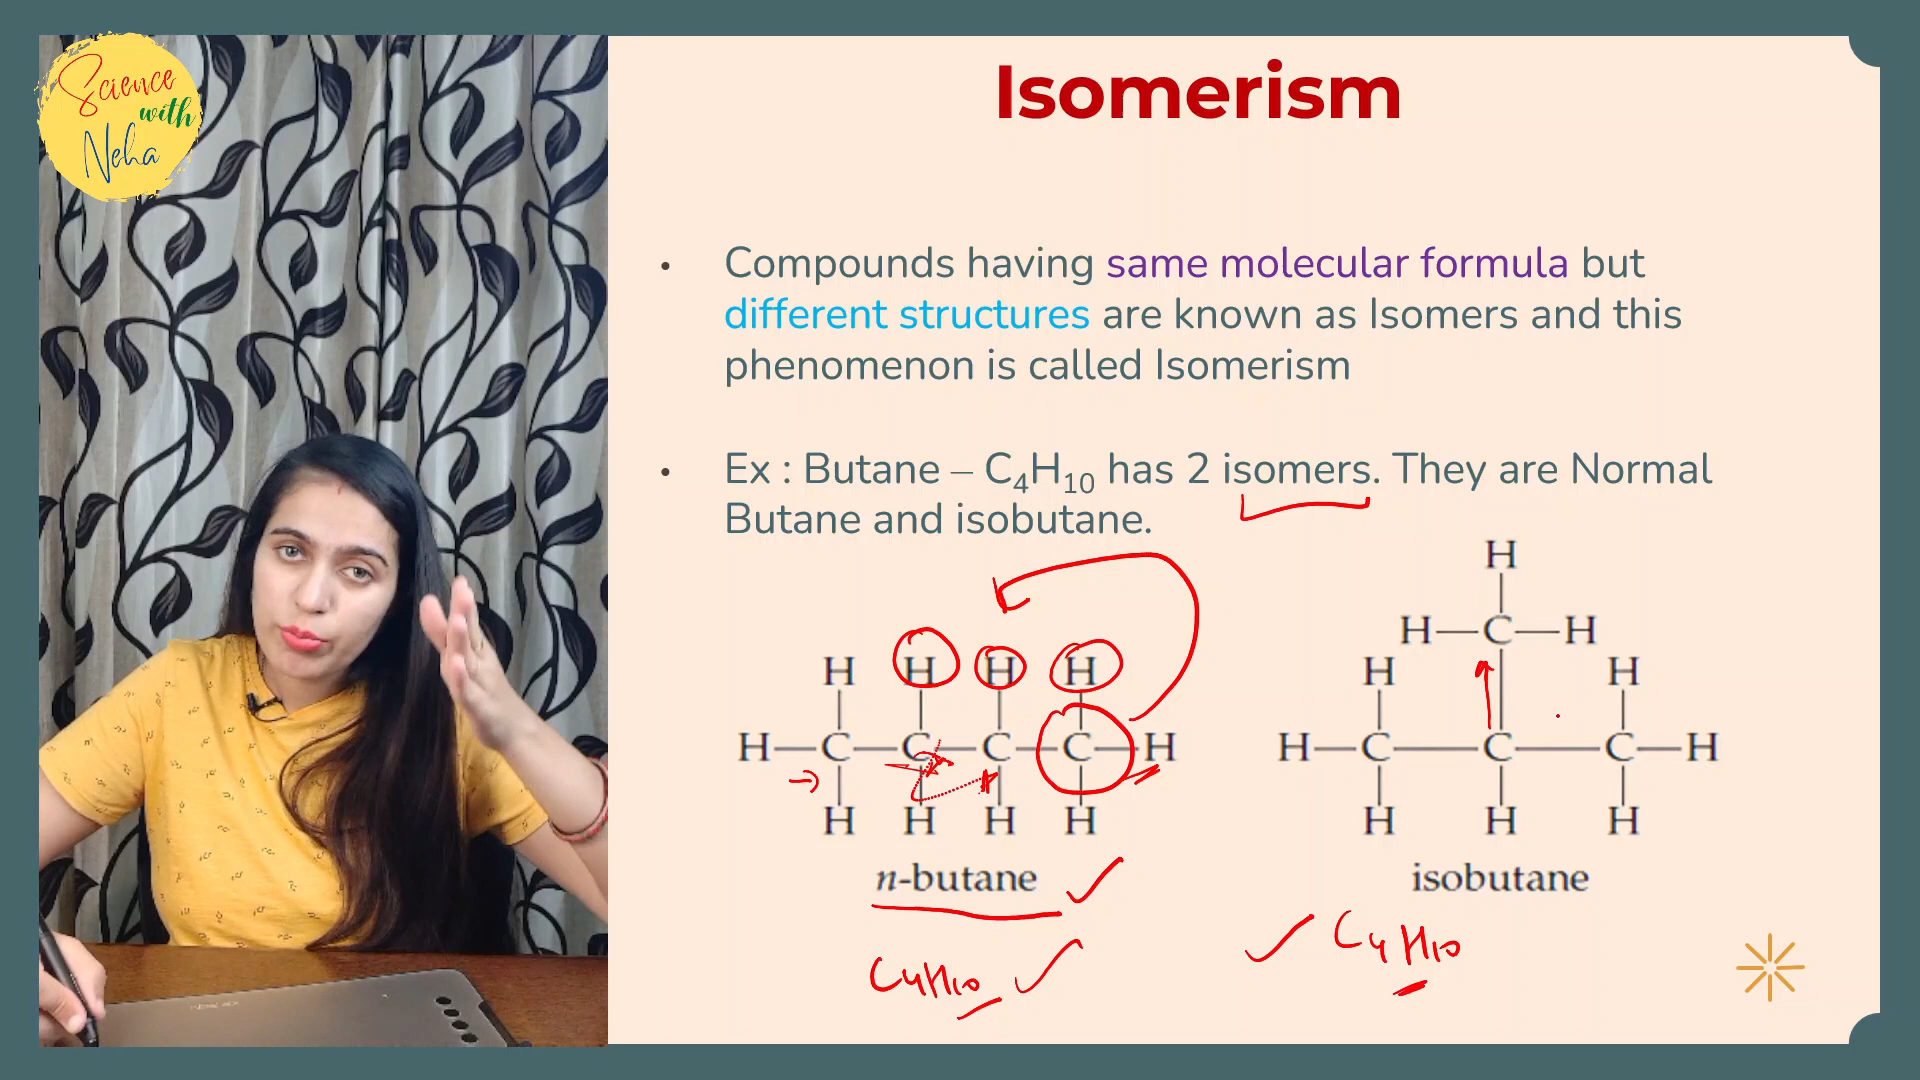 Science
with
Neha
Isomerism
• Compounds having same molecular formula but
different structures are known as Isomers and this
phenomenon is called Isomerism
• Ex : Butane – C₄H₁₀ has 2 isomers. They are Normal
Butane and isobutane.
H
H—C—H
H H H H
H H
H—C—C—C—C—H
H—C—C—C—H
H H H H
H H H
n-butane
isobutane
C4H10
C4H10